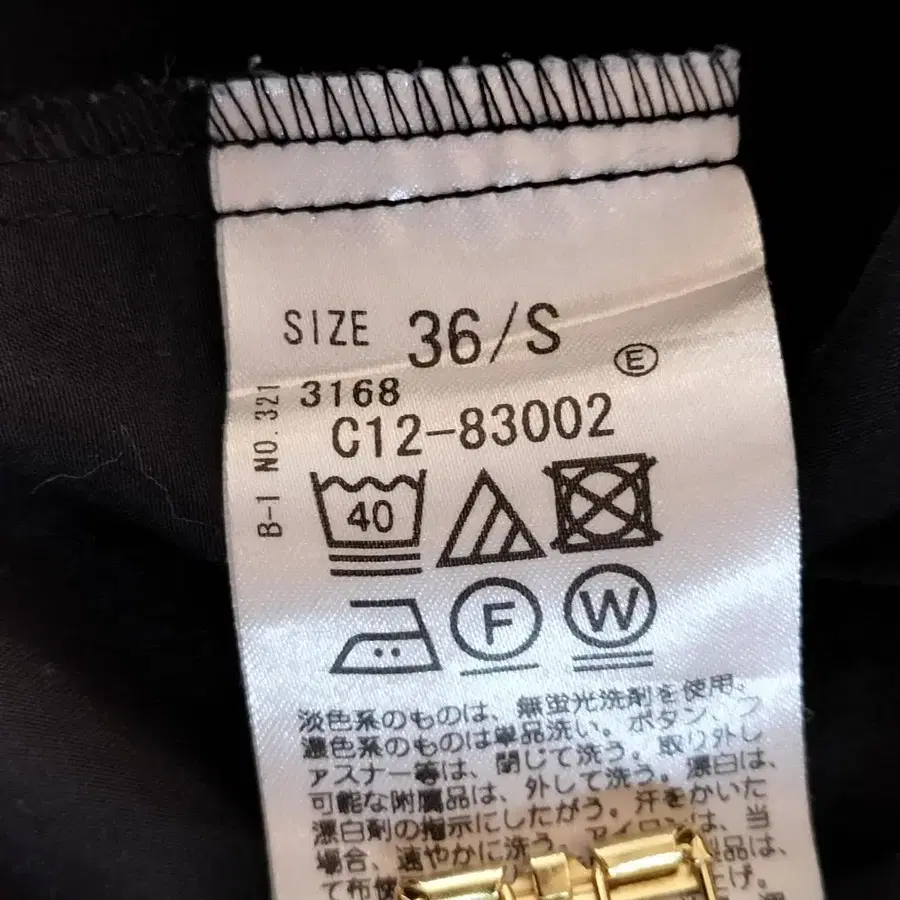 SIZE 36/S
E
3168
C12-83002
B-1 NO.321
40
F W
淡色系のものは、無蛍光洗剤を使用。
濃色系のものは単品洗い。ボタン、フ
ァスナー等は、閉じて洗う。取り外し
可能な附属品は、外して洗う。漂白は、
漂白剤の指示にしたがう。汗をかいた
場合、速やかに洗う。アイロンは、当
て布使
品は、
上げ。